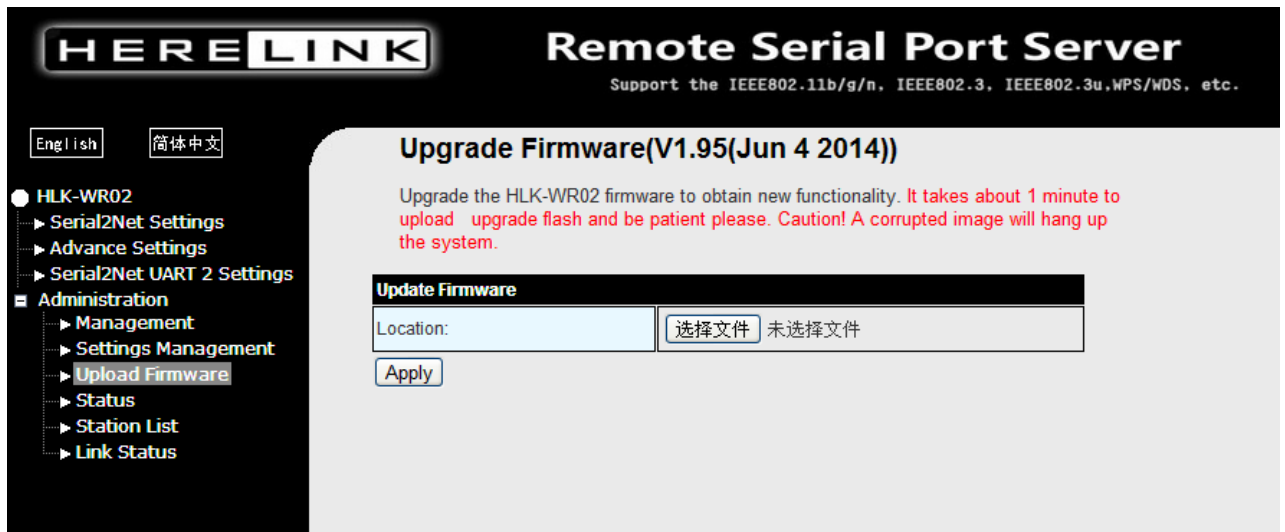 HERELINK
Remote Serial Port Server
Support the IEEE802.11b/g/n, IEEE802.3, IEEE802.3u,WPS/WDS, etc.
English 简体中文
HLK-WR02
Serial2Net Settings
Advance Settings
Serial2Net UART 2 Settings
Administration
Management
Settings Management
Upload Firmware
Status
Station List
Link Status
Upgrade Firmware(V1.95(Jun 4 2014))
Upgrade the HLK-WR02 firmware to obtain new functionality. It takes about 1 minute to
upload upgrade flash and be patient please. Caution! A corrupted image will hang up
the system.
Update Firmware
Location: 选择文件 未选择文件
Apply